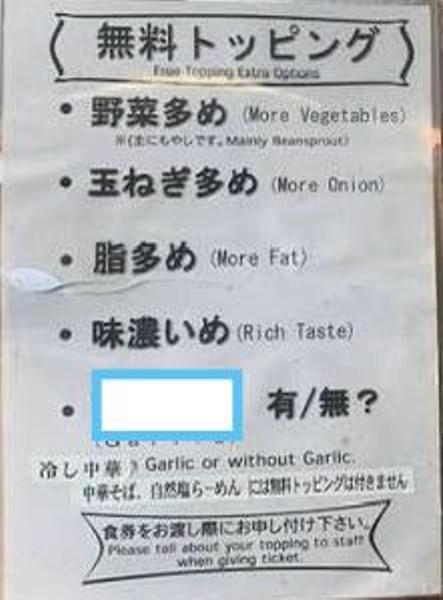 無料トッピング
Free Topping Extra Options
• 野菜多め (More Vegetables)
※(主にもやしです。Mainly Beansprout)
• 玉ねぎ多め (More Onion)
• 脂多め (More Fat)
• 味濃いめ (Rich Taste)
• 有/無?
冷し中華 Garlic or without Garlic.
中華そば、自然塩らーめん には無料トッピングは付きません
食券をお渡し際にお申し付け下さい。
Please tell about your topping to staff
when giving ticket.